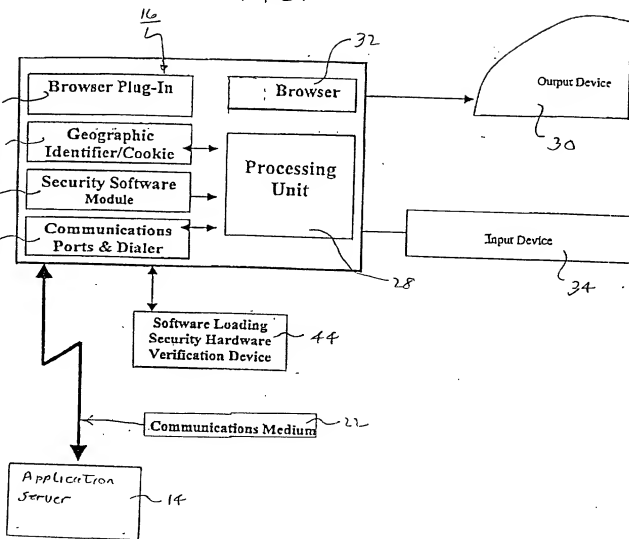 16
32
Browser Plug-In
Browser
Output Device
30
Geographic
Identifier/Cookie
Processing
Unit
Security Software
Module
Communications
Ports & Dialer
Input Device
28
34
Software Loading
Security Hardware
Verification Device
44
Communications Medium
22
Application
Server
14